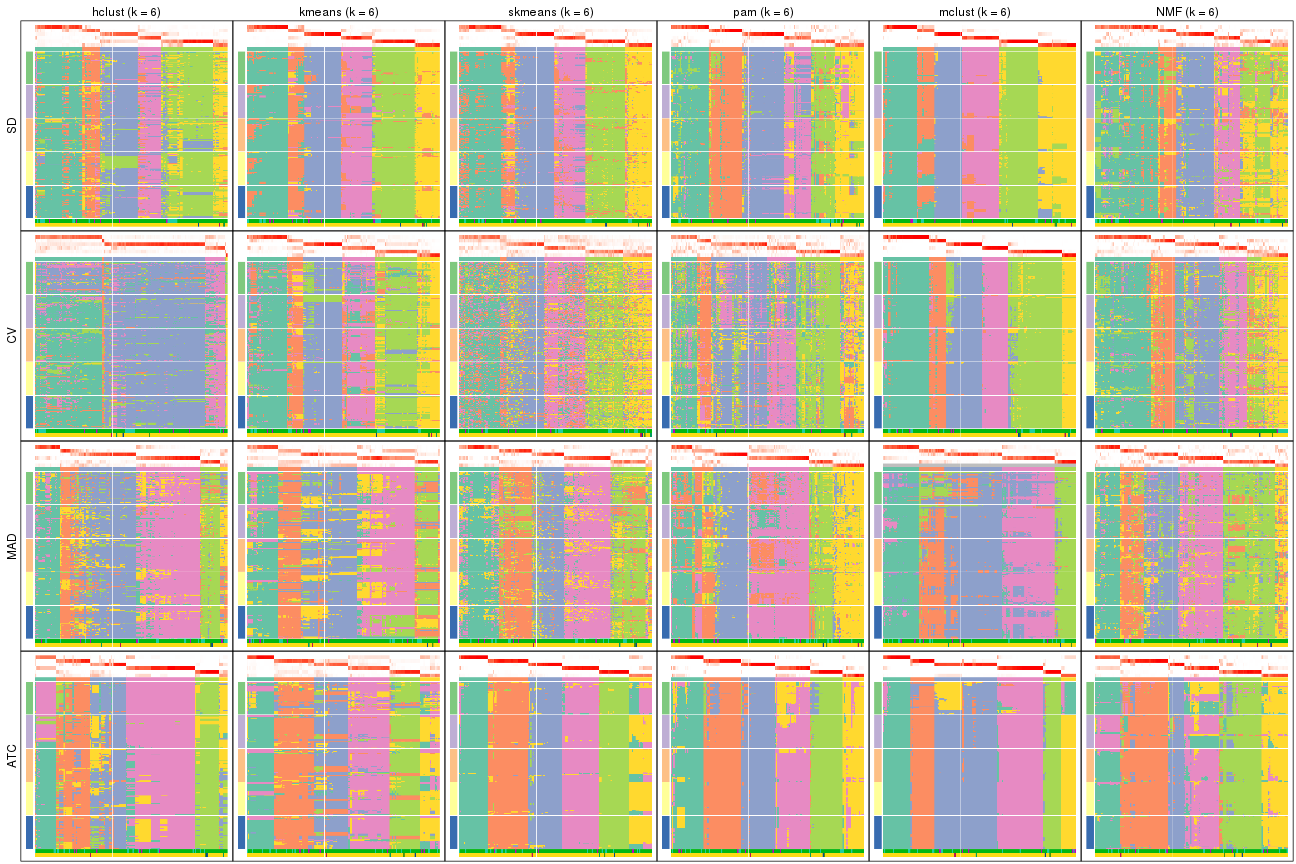 hclust (k = 6) kmeans (k = 6) skmeans (k = 6) pam (k = 6) mclust (k = 6) NMF (k = 6)
SD
CV
MAD
ATC